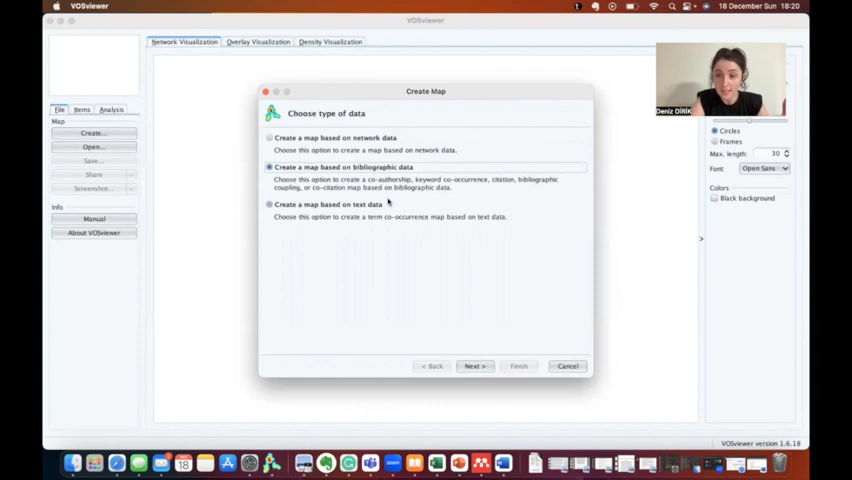 VOSviewer
18 December Sun 18:20
VOSviewer
Network Visualization
Overlay Visualization
Density Visualization
Deniz DİRİK
File
Items
Analysis
Map
Create...
Open...
Save...
Share
Screenshot...
Info
Manual
About VOSviewer
Create Map
Choose type of data
Create a map based on network data
Choose this option to create a map based on network data.
Create a map based on bibliographic data
Choose this option to create a co-authorship, keyword co-occurrence, citation, bibliographic
coupling, or co-citation map based on bibliographic data.
Create a map based on text data
Choose this option to create a term co-occurrence map based on text data.
< Back
Next >
Finish
Cancel
Circles
Frames
Max. length:
30
Font:
Open Sans
Colors
Black background
>
VOSviewer version 1.6.18